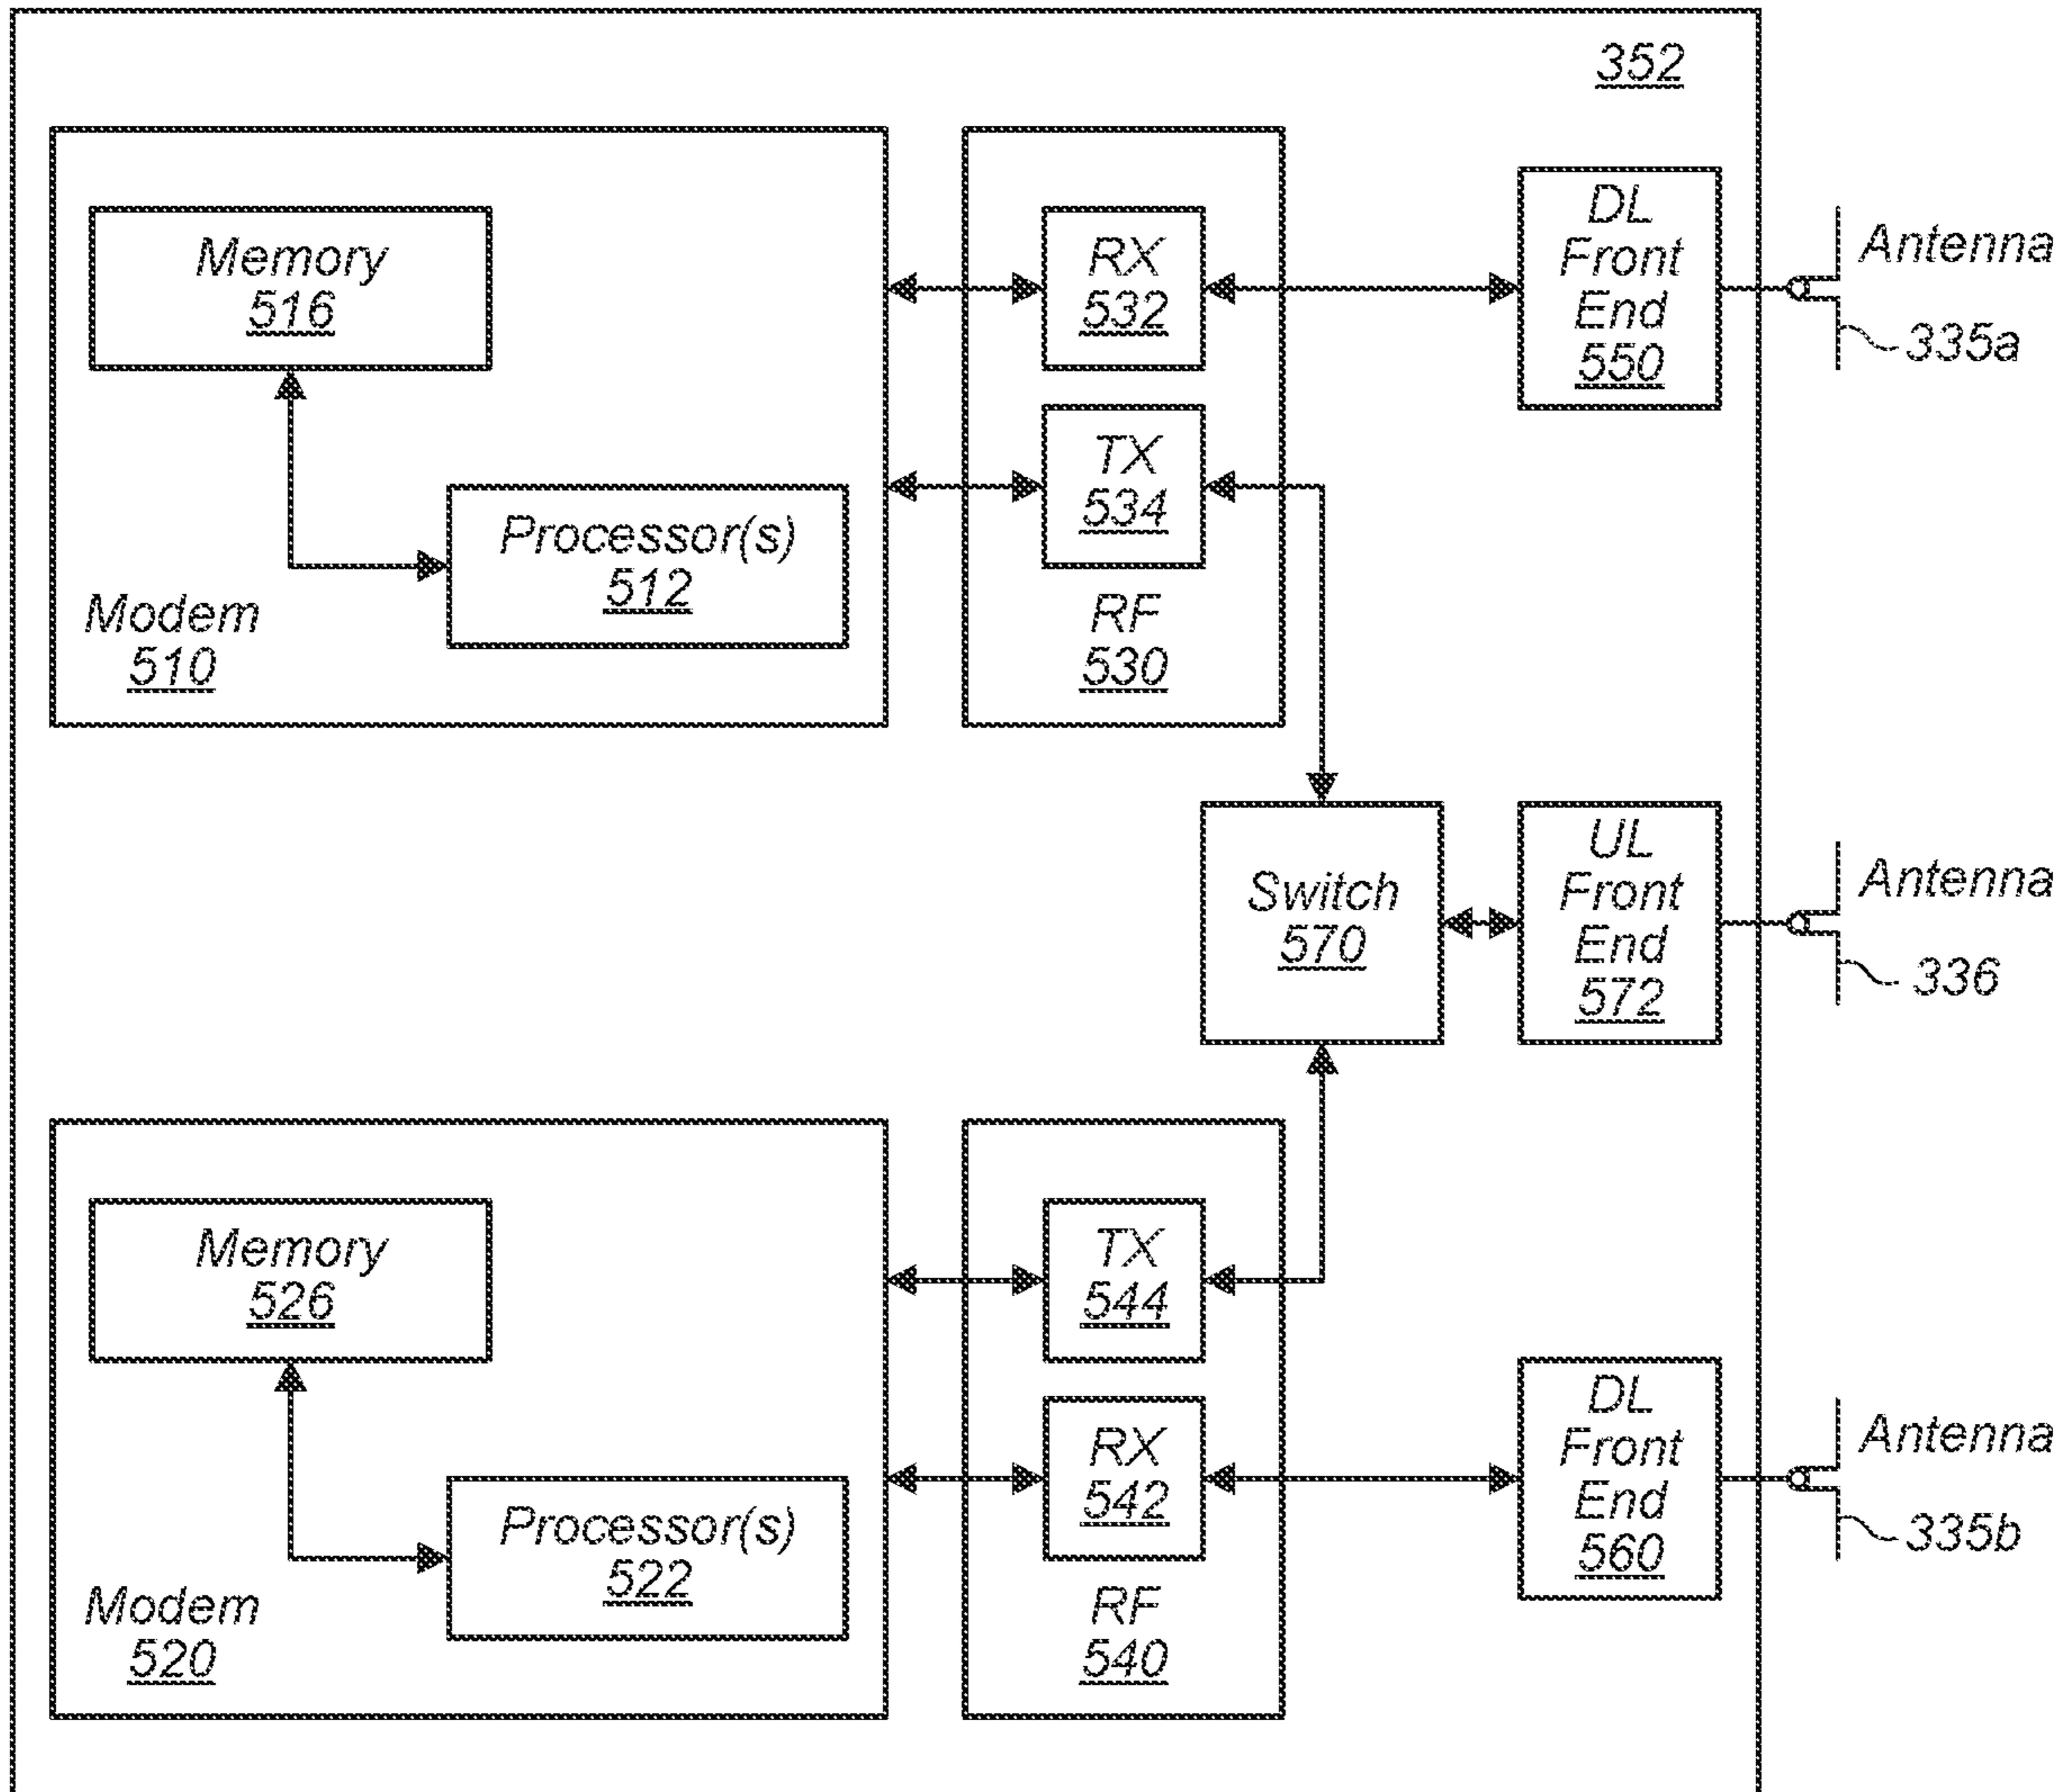 352
Memory
516
Processor(s)
512
Modem
510
RX
532
TX
534
RF
530
DL
Front
End
550
Antenna
335a
Switch
570
UL
Front
End
572
Antenna
336
Memory
526
Processor(s)
522
Modem
520
TX
544
RX
542
RF
540
DL
Front
End
560
Antenna
335b